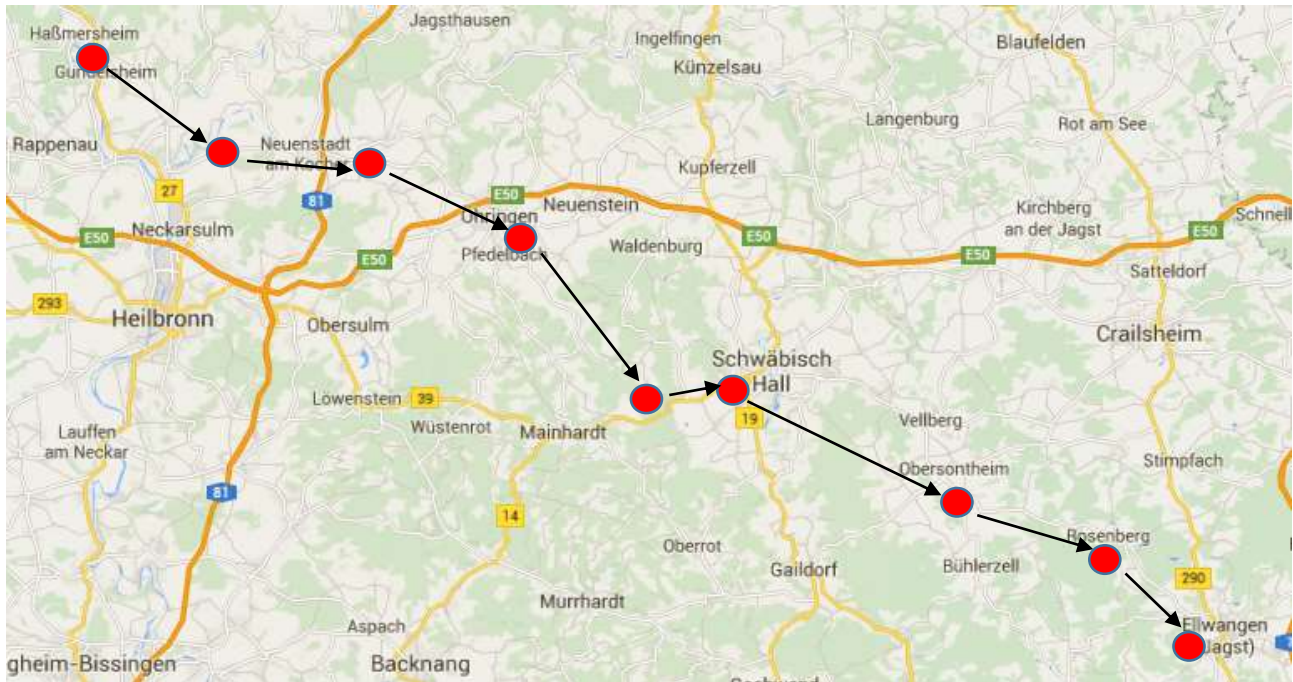 Haßmersheim
Gundelsheim
Jagsthausen
Ingelfingen
Künzelsau
Blaufelden
Langenburg
Rot am See
Rappenau
Neuenstadt
am Kocher
Kupferzell
27
81
E50
Öhringen
Neuenstein
Kirchberg
an der Jagst
Schnell
Neckarsulm
E50
E50
Pfedelbach
Waldenburg
E50
E50
E50
Satteldorf
293
Heilbronn
Obersulm
Crailsheim
Schwäbisch
Hall
Löwenstein
39
Wüstenrot
Mainhardt
19
Vellberg
Lauffen
am Neckar
Obersontheim
Stimpfach
81
14
Oberrot
Rosenberg
Gaildorf
Bühlerzell
290
Murrhardt
Aspach
Ellwangen
(Jagst)
gheim-Bissingen
Backnang